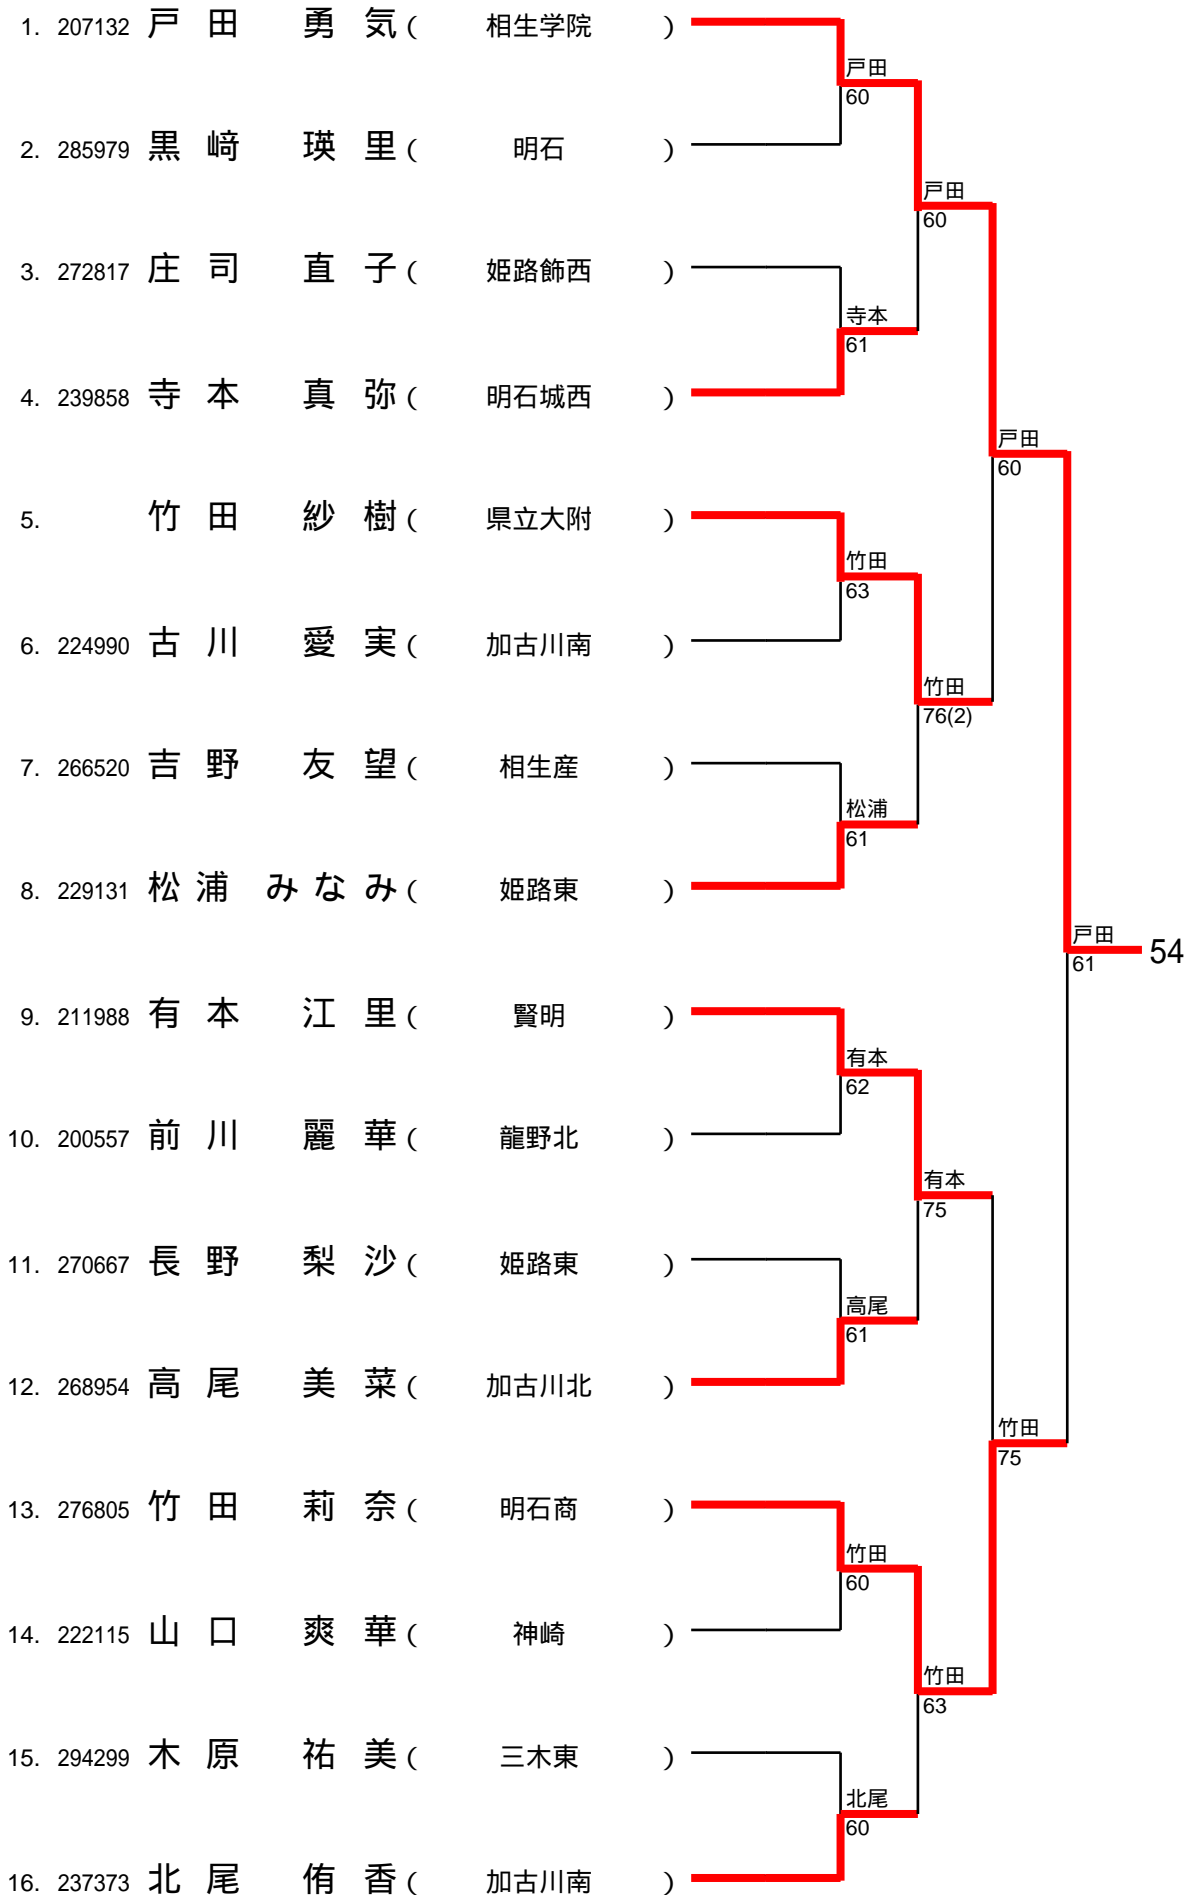 1. 207132 戸田 勇気 ( 相生学院 )
戸田
60
2. 285979 黒﨑 瑛里 ( 明石 )
戸田
60
3. 272817 庄司 直子 ( 姫路飾西 )
寺本
61
4. 239858 寺本 真弥 ( 明石城西 )
戸田
60
5. 竹田 紗樹 ( 県立大附 )
竹田
63
6. 224990 古川 愛実 ( 加古川南 )
竹田
76(2)
7. 266520 吉野 友望 ( 相生産 )
松浦
61
8. 229131 松浦 みなみ ( 姫路東 )
戸田
61
54
9. 211988 有本 江里 ( 賢明 )
有本
62
10. 200557 前川 麗華 ( 龍野北 )
有本
75
11. 270667 長野 梨沙 ( 姫路東 )
高尾
61
12. 268954 高尾 美菜 ( 加古川北 )
竹田
75
13. 276805 竹田 莉奈 ( 明石商 )
竹田
60
14. 222115 山口 爽華 ( 神崎 )
竹田
63
15. 294299 木原 祐美 ( 三木東 )
北尾
60
16. 237373 北尾 侑香 ( 加古川南 )